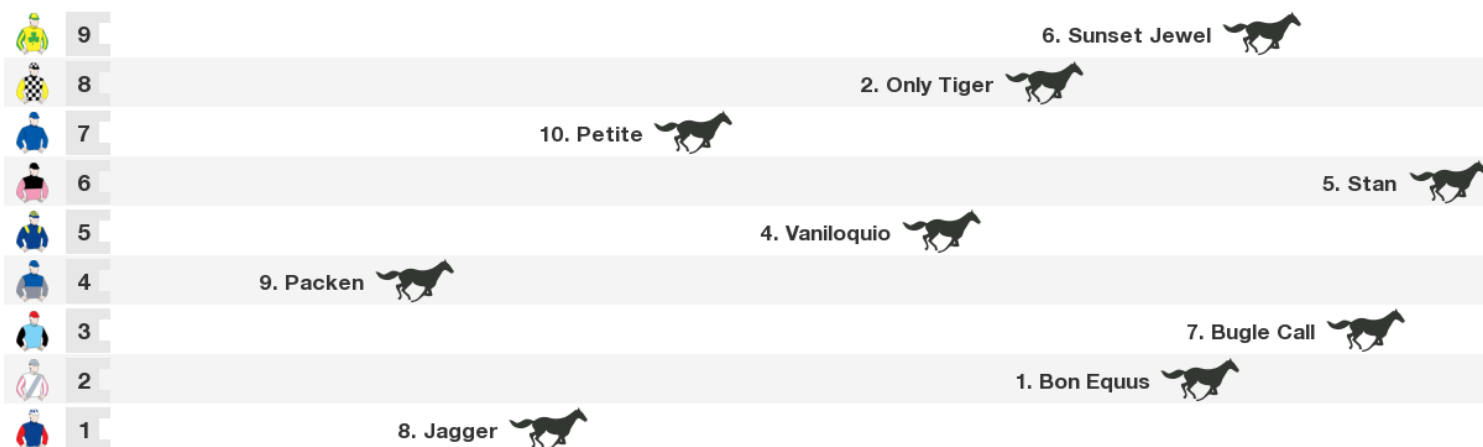 9 6. Sunset Jewel
8 2. Only Tiger
7 10. Petite
6 5. Stan
5 4. Vaniloquio
4 9. Packen
3 7. Bugle Call
2 1. Bon Equus
1 8. Jagger